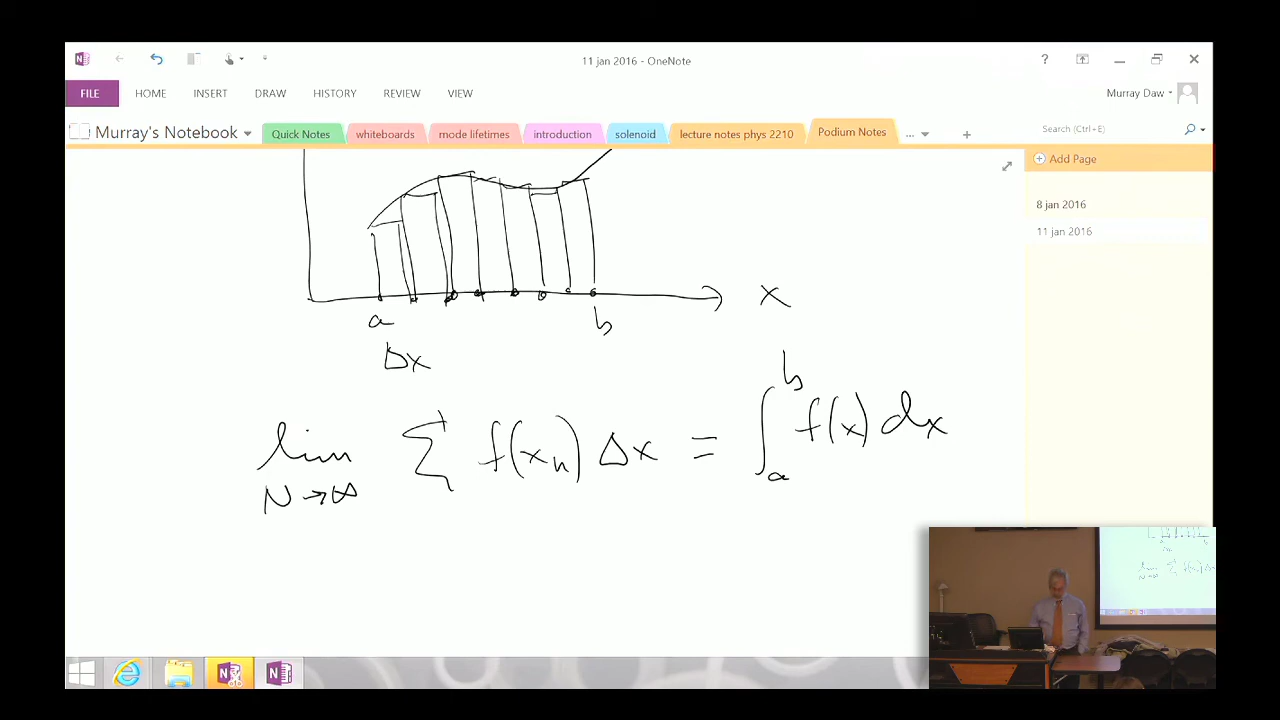 11 jan 2016 - OneNote
?
FILE HOME INSERT DRAW HISTORY REVIEW VIEW
Murray Daw
Murray's Notebook Quick Notes whiteboards mode lifetimes introduction solenoid lecture notes phys 2210 Podium Notes ... +
Search (Ctrl+E)
Add Page
8 jan 2016
11 jan 2016
x
a b
Δx
lim N→∞ ∑ f(xₙ) Δx = ∫ₐᵇ f(x) dx